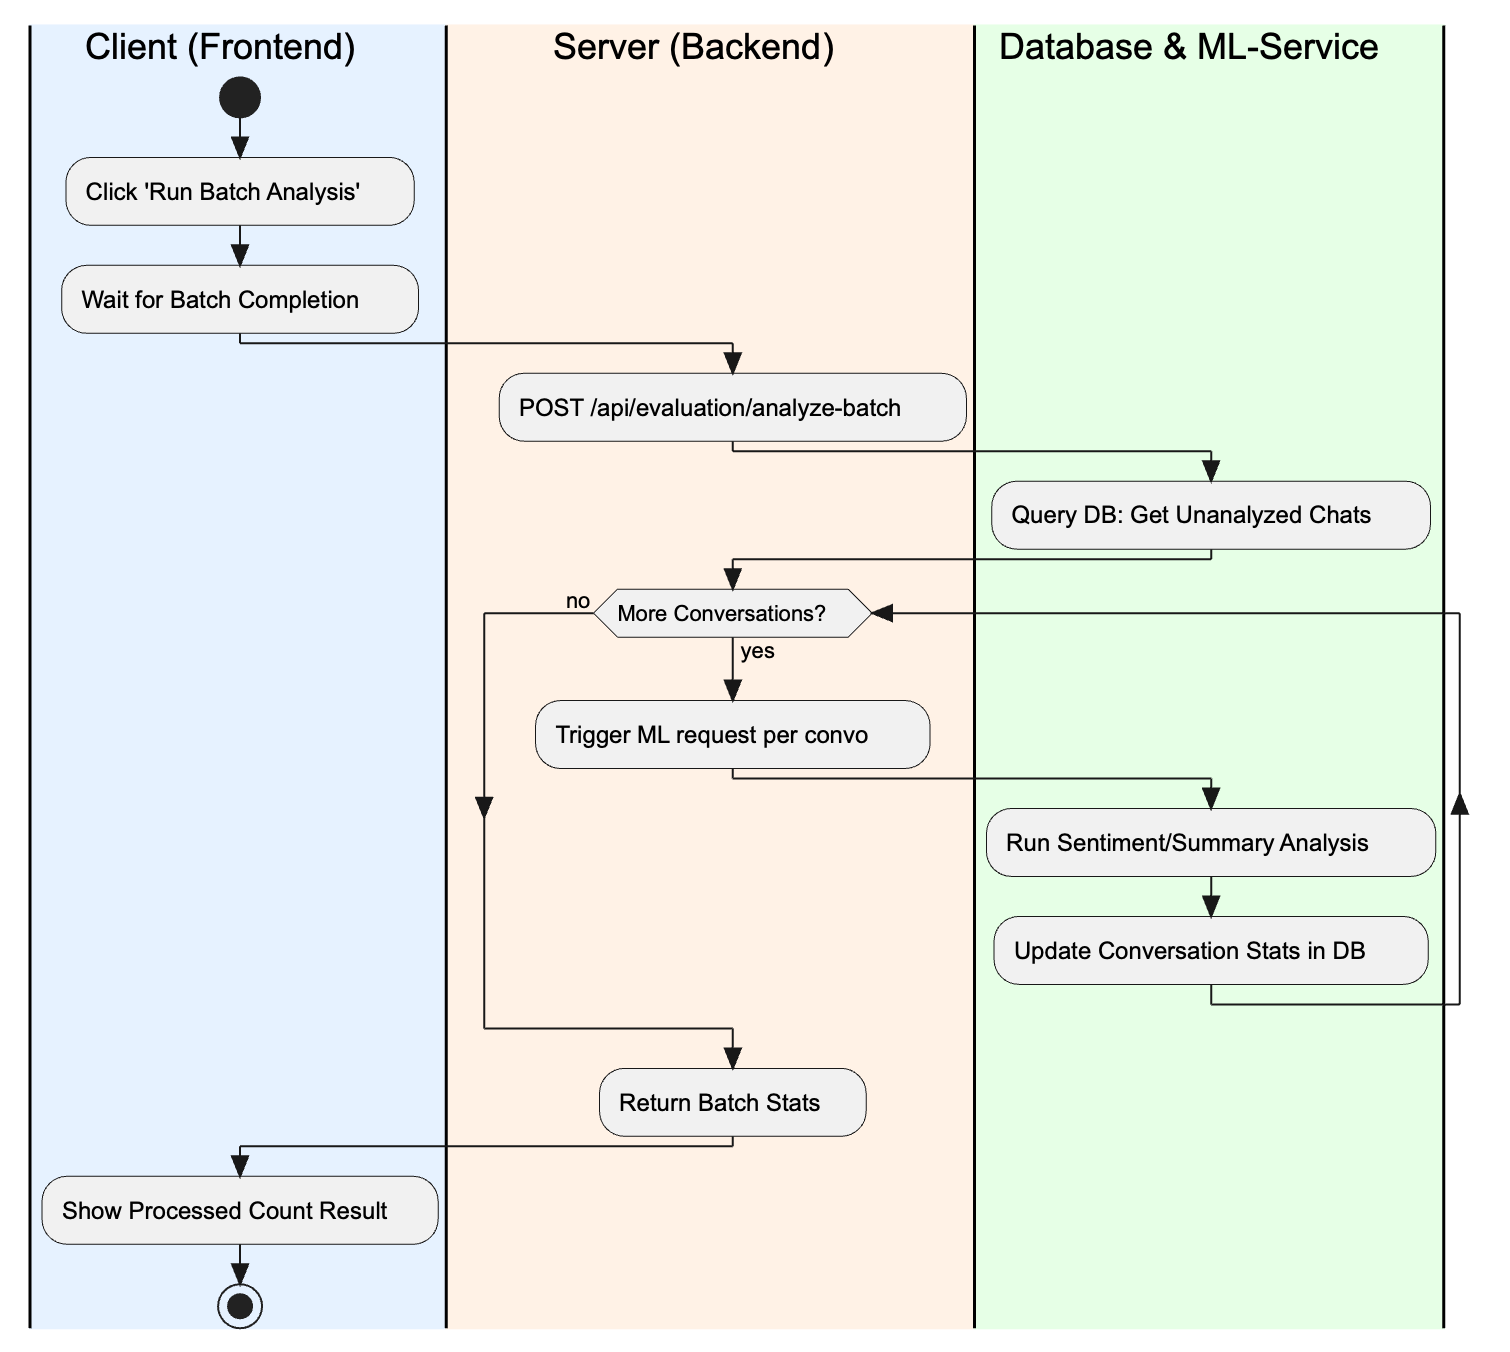 Client (Frontend)
Server (Backend)
Database & ML-Service
Click 'Run Batch Analysis'
Wait for Batch Completion
POST /api/evaluation/analyze-batch
Query DB: Get Unanalyzed Chats
no
More Conversations?
yes
Trigger ML request per convo
Run Sentiment/Summary Analysis
Update Conversation Stats in DB
Return Batch Stats
Show Processed Count Result